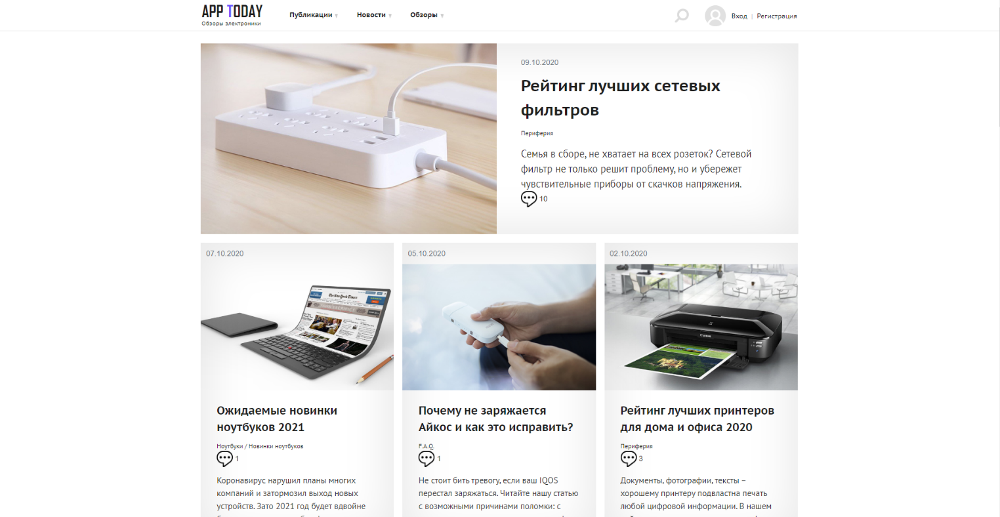 APP TODAY
Обзоры электроники
Публикации
Новости
Обзоры
Вход | Регистрация
09.10.2020
Рейтинг лучших сетевых
фильтров
Периферия
Семья в сборе, не хватает на всех розеток? Сетевой
фильтр не только решит проблему, но и убережет
чувствительные приборы от скачков напряжения.
10
07.10.2020
The New York Times
Ожидаемые новинки
ноутбуков 2021
Ноутбуки / Новинки ноутбуков
1
Коронавирус нарушил планы многих
компаний и затормозил выход новых
устройств. Зато 2021 год будет вдвойне
05.10.2020
Почему не заряжается
Айкос и как это исправить?
F.A.Q.
1
Не стоит бить тревогу, если ваш IQOS
перестал заряжаться. Читайте нашу статью
с возможными причинами поломки: с
02.10.2020
Canon
Рейтинг лучших принтеров
для дома и офиса 2020
Периферия
3
Документы, фотографии, тексты –
хорошему принтеру подвластна печать
любой цифровой информации. В нашем